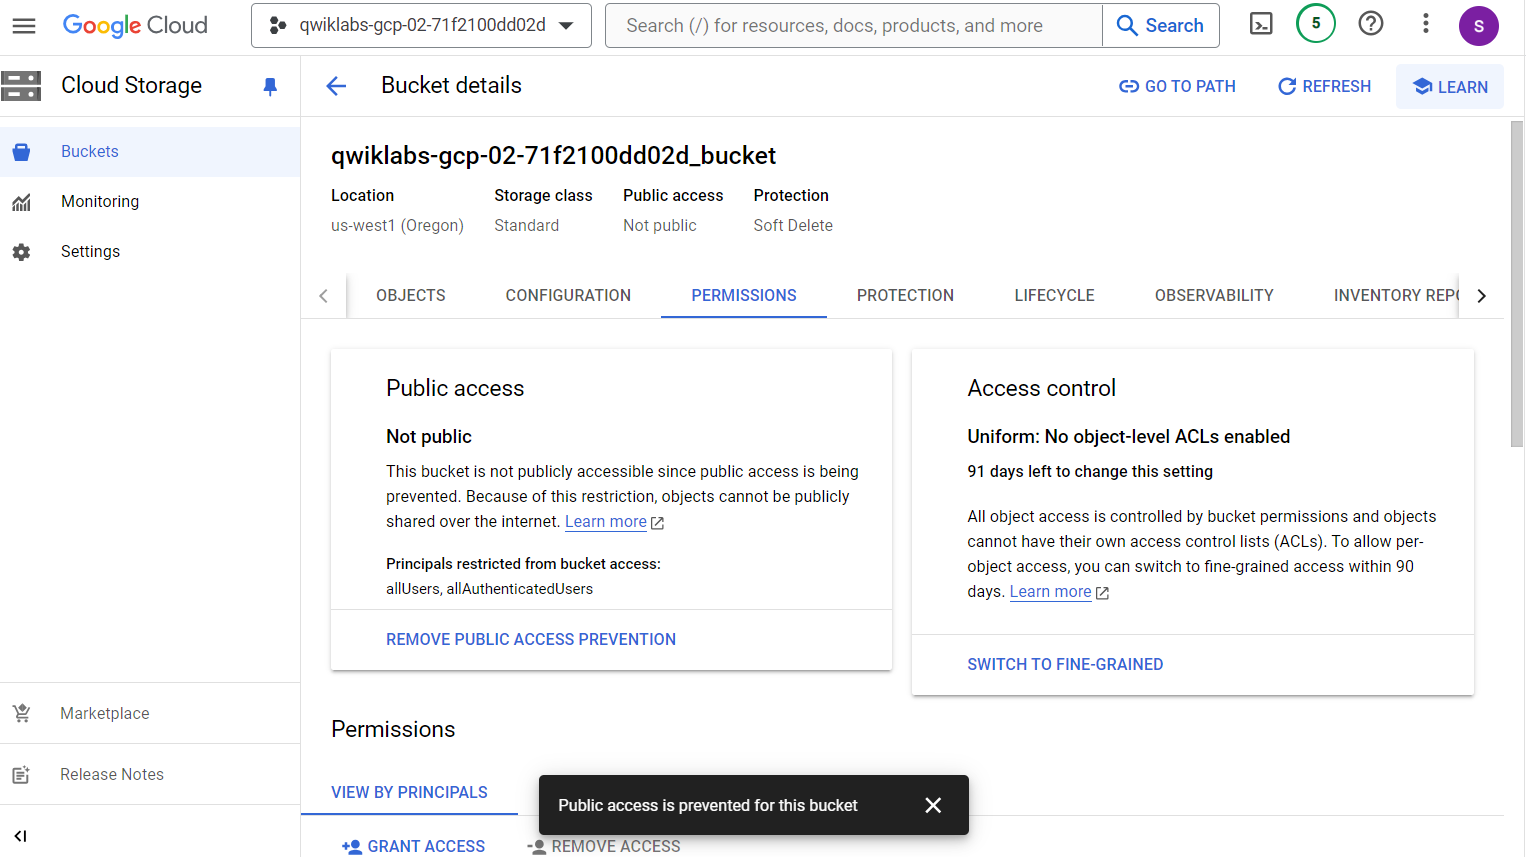 Google Cloud
qwiklabs-gcp-02-71f2100dd02d
Search (/) for resources, docs, products, and more
Search
5
S
Cloud Storage
Bucket details
GO TO PATH
REFRESH
LEARN
Buckets
Monitoring
Settings
Marketplace
Release Notes
qwiklabs-gcp-02-71f2100dd02d_bucket
Location
Storage class
Public access
Protection
us-west1 (Oregon)
Standard
Not public
Soft Delete
OBJECTS
CONFIGURATION
PERMISSIONS
PROTECTION
LIFECYCLE
OBSERVABILITY
INVENTORY REPO
Public access
Not public
This bucket is not publicly accessible since public access is being
prevented. Because of this restriction, objects cannot be publicly
shared over the internet. Learn more
Principals restricted from bucket access:
allUsers, allAuthenticatedUsers
REMOVE PUBLIC ACCESS PREVENTION
Access control
Uniform: No object-level ACLs enabled
91 days left to change this setting
All object access is controlled by bucket permissions and objects
cannot have their own access control lists (ACLs). To allow per-
object access, you can switch to fine-grained access within 90
days. Learn more
SWITCH TO FINE-GRAINED
Permissions
VIEW BY PRINCIPALS
Public access is prevented for this bucket
GRANT ACCESS
REMOVE ACCESS